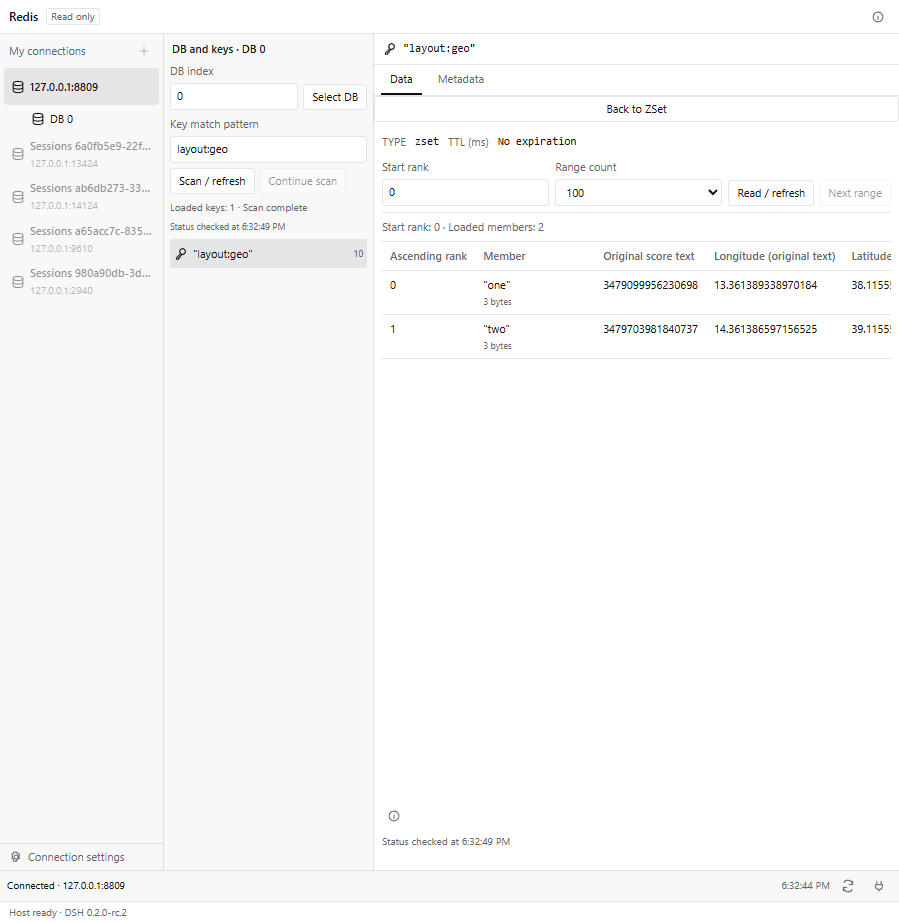 Redis Read only
My connections
127.0.0.1:8809
DB 0
Sessions 6a0fb5e9-22f...
127.0.0.1:13424
Sessions ab6db273-33...
127.0.0.1:14124
Sessions a65acc7c-835...
127.0.0.1:9610
Sessions 980a90db-3d...
127.0.0.1:2940
Connection settings
DB and keys · DB 0
DB index
0 Select DB
Key match pattern
layout:geo
Scan / refresh Continue scan
Loaded keys: 1 · Scan complete
Status checked at 6:32:49 PM
"layout:geo" 10
"layout:geo"
Data Metadata
Back to ZSet
TYPE zset TTL (ms) No expiration
Start rank Range count
0 100 Read / refresh Next range
Start rank: 0 · Loaded members: 2
Ascending rank Member Original score text Longitude (original text) Latitude
0 "one" 3479099956230698 13.361389338970184 38.1155
3 bytes
1 "two" 3479703981840737 14.361386597156525 39.1155
3 bytes
Status checked at 6:32:49 PM
Connected · 127.0.0.1:8809 6:32:44 PM
Host ready · DSH 0.2.0-rc.2